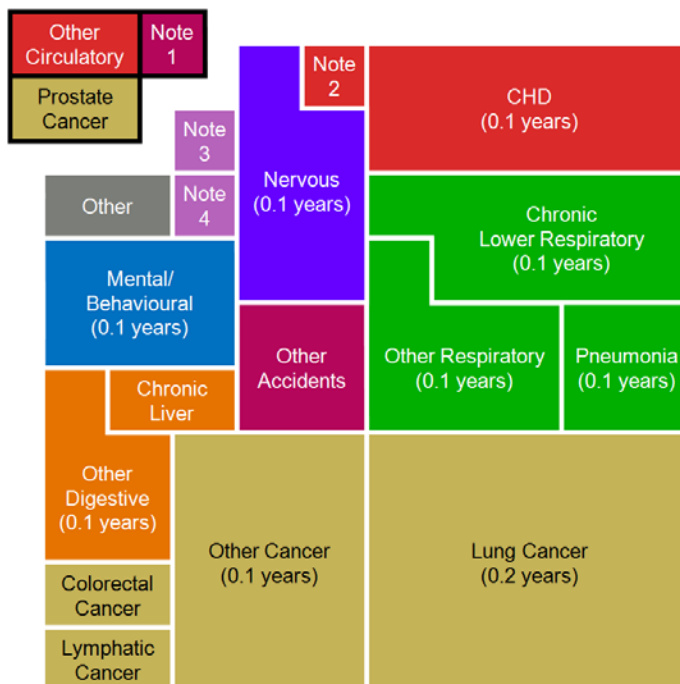 Other
Circulatory
Note
1
Prostate
Cancer
Note
2
CHD
(0.1 years)
Note
3
Nervous
(0.1 years)
Other
Note
4
Chronic
Lower Respiratory
(0.1 years)
Mental/
Behavioural
(0.1 years)
Other
Accidents
Other Respiratory
(0.1 years)
Pneumonia
(0.1 years)
Chronic
Liver
Other
Digestive
(0.1 years)
Other Cancer
(0.1 years)
Lung Cancer
(0.2 years)
Colorectal
Cancer
Lymphatic
Cancer